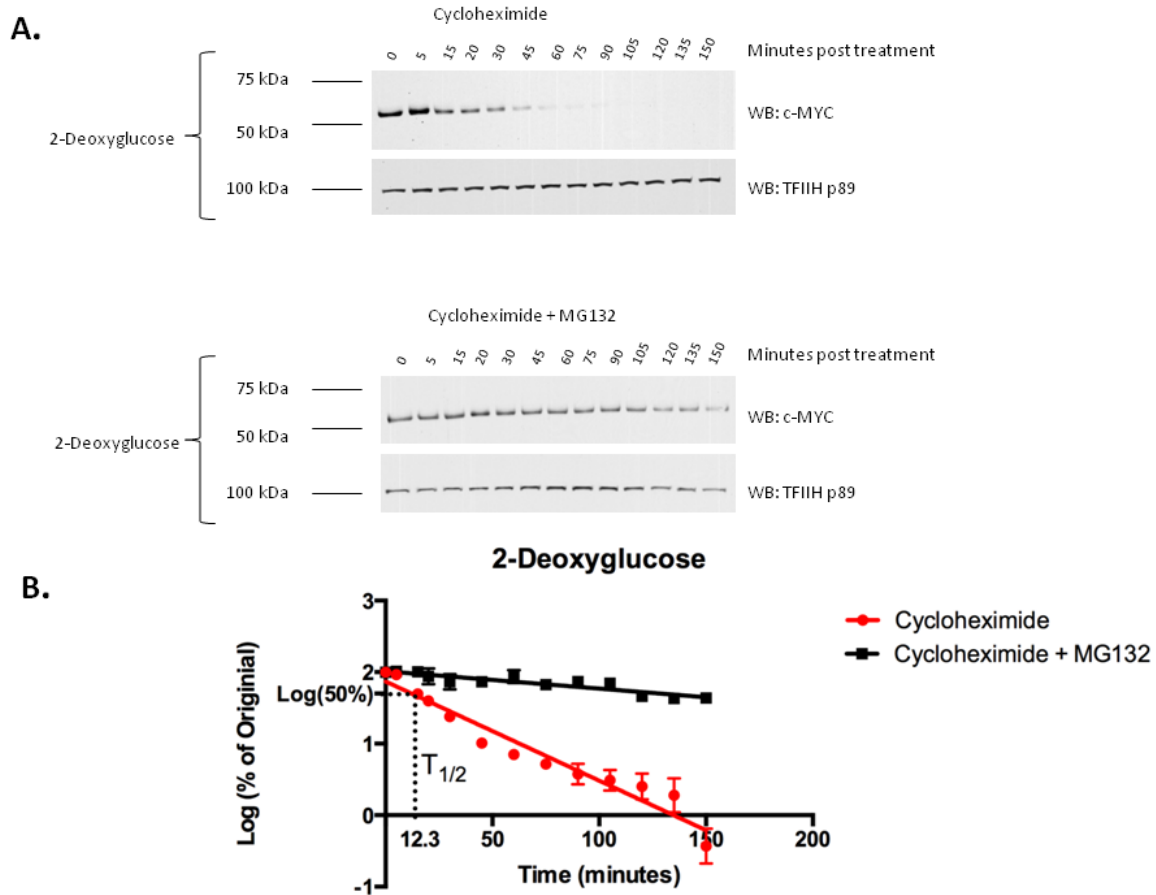 A.
Cycloheximide
0 5 15 20 30 45 60 75 90 105 120 135 150 Minutes post treatment
75 kDa
WB: c-MYC
50 kDa
2-Deoxyglucose
100 kDa WB: TFIIH p89
Cycloheximide + MG132
0 5 15 20 30 45 60 75 90 105 120 135 150 Minutes post treatment
75 kDa
WB: c-MYC
50 kDa
2-Deoxyglucose
100 kDa WB: TFIIH p89
B.
2-Deoxyglucose
3
2
Log(50%)
1
0
-1
Log (% of Originial)
T1/2
12.3 50 100 150 200
Time (minutes)
Cycloheximide
Cycloheximide + MG132